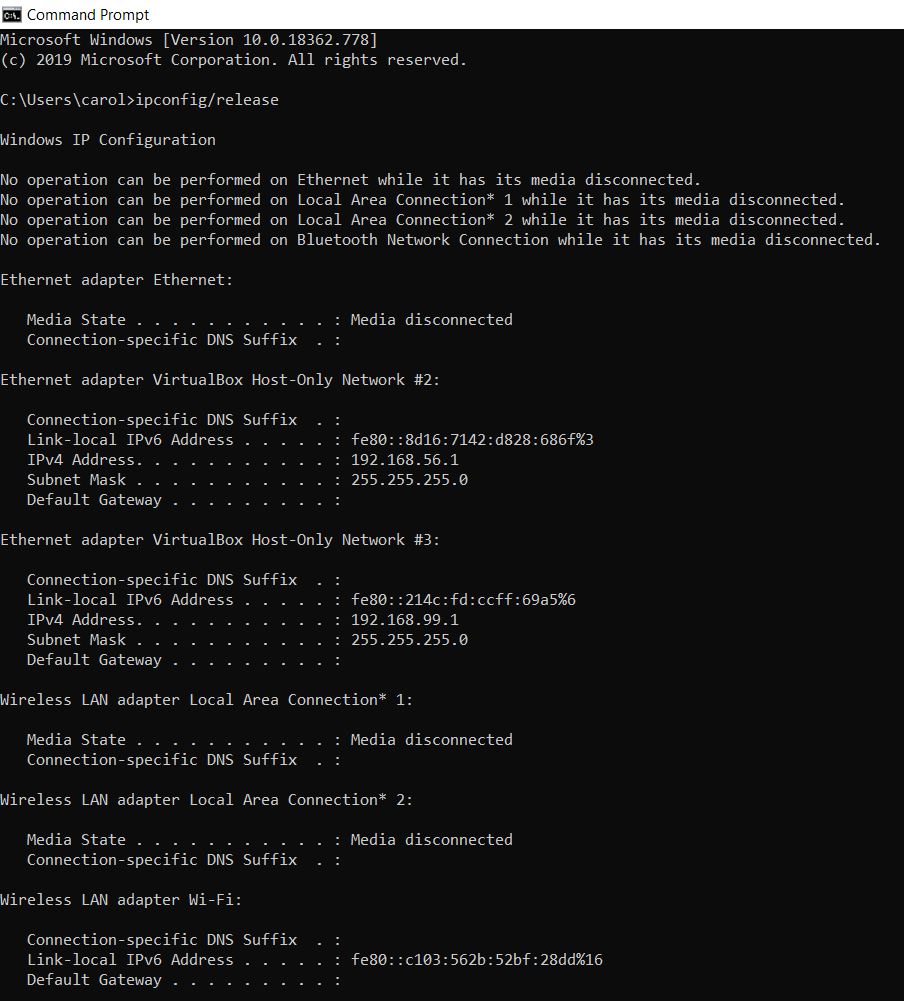 Command Prompt
Microsoft Windows [Version 10.0.18362.778]
(c) 2019 Microsoft Corporation. All rights reserved.
C:\Users\carol>ipconfig/release
Windows IP Configuration
No operation can be performed on Ethernet while it has its media disconnected.
No operation can be performed on Local Area Connection* 1 while it has its media disconnected.
No operation can be performed on Local Area Connection* 2 while it has its media disconnected.
No operation can be performed on Bluetooth Network Connection while it has its media disconnected.
Ethernet adapter Ethernet:
   Media State . . . . . . . . . . . : Media disconnected
   Connection-specific DNS Suffix  . :
Ethernet adapter VirtualBox Host-Only Network #2:
   Connection-specific DNS Suffix  . :
   Link-local IPv6 Address . . . . . : fe80::8d16:7142:d828:686f%3
   IPv4 Address. . . . . . . . . . . : 192.168.56.1
   Subnet Mask . . . . . . . . . . . : 255.255.255.0
   Default Gateway . . . . . . . . . :
Ethernet adapter VirtualBox Host-Only Network #3:
   Connection-specific DNS Suffix  . :
   Link-local IPv6 Address . . . . . : fe80::214c:fd:ccff:69a5%6
   IPv4 Address. . . . . . . . . . . : 192.168.99.1
   Subnet Mask . . . . . . . . . . . : 255.255.255.0
   Default Gateway . . . . . . . . . :
Wireless LAN adapter Local Area Connection* 1:
   Media State . . . . . . . . . . . : Media disconnected
   Connection-specific DNS Suffix  . :
Wireless LAN adapter Local Area Connection* 2:
   Media State . . . . . . . . . . . : Media disconnected
   Connection-specific DNS Suffix  . :
Wireless LAN adapter Wi-Fi:
   Connection-specific DNS Suffix  . :
   Link-local IPv6 Address . . . . . : fe80::c103:562b:52bf:28dd%16
   Default Gateway . . . . . . . . . :